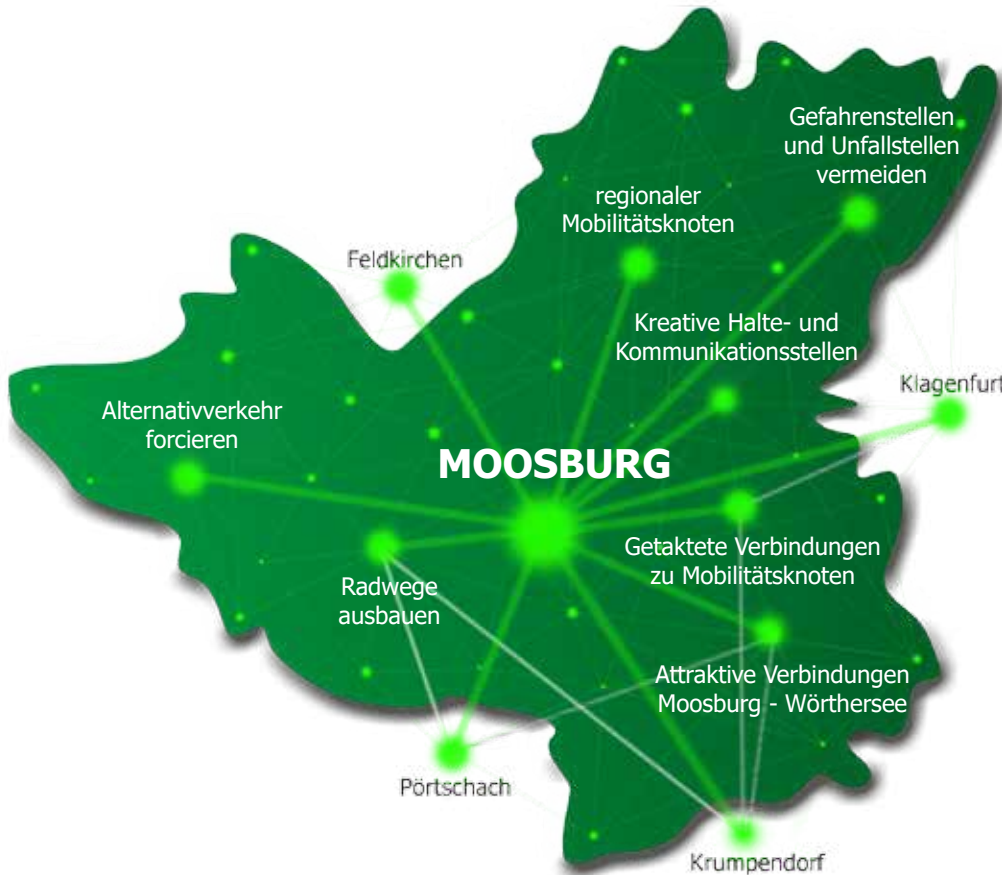 Gefahrenstellen
und Unfallstellen
vermeiden
regionaler
Mobilitätsknoten
Feldkirchen
Kreative Halte- und
Kommunikationsstellen
Klagenfurt
Alternativverkehr
forcieren
MOOSBURG
Getaktete Verbindungen
zu Mobilitätsknoten
Radwege
ausbauen
Attraktive Verbindungen
Moosburg - Wörthersee
Pörtschach
Krumpendorf